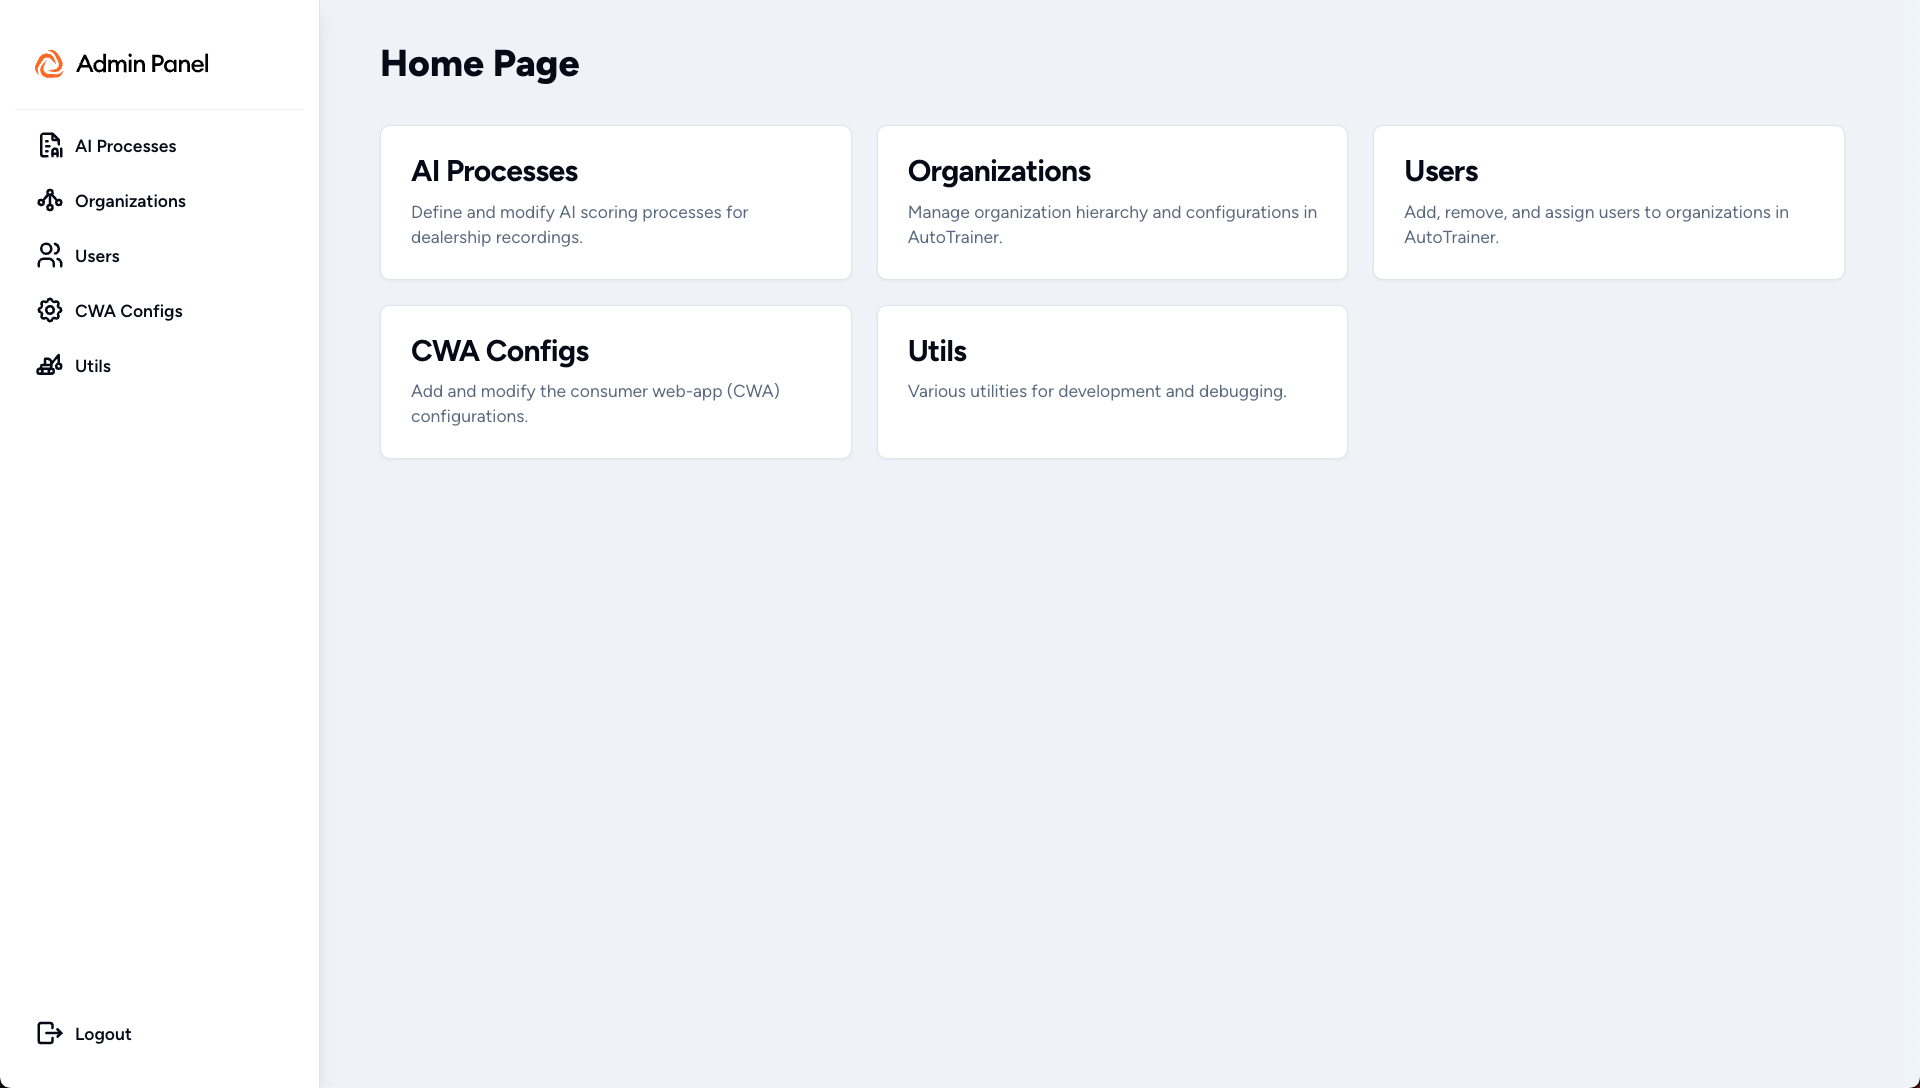 Admin Panel
AI Processes
Organizations
Users
CWA Configs
Utils
Logout
Home Page
AI Processes
Define and modify AI scoring processes for
dealership recordings.
Organizations
Manage organization hierarchy and configurations in
AutoTrainer.
Users
Add, remove, and assign users to organizations in
AutoTrainer.
CWA Configs
Add and modify the consumer web-app (CWA)
configurations.
Utils
Various utilities for development and debugging.